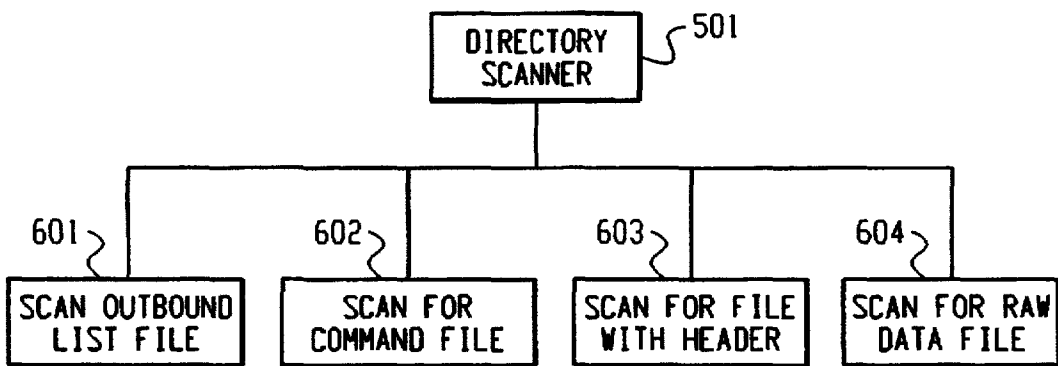 DIRECTORY
SCANNER
501
601
SCAN OUTBOUND
LIST FILE
602
SCAN FOR
COMMAND FILE
603
SCAN FOR FILE
WITH HEADER
604
SCAN FOR RAW
DATA FILE